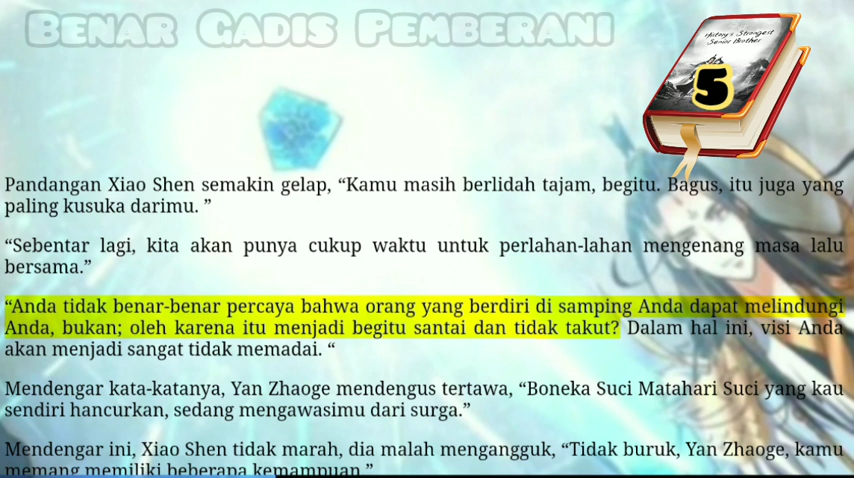 BENAR GADIS PEMBERANI
History's Strongest
Senior Brother
5
Pandangan Xiao Shen semakin gelap, “Kamu masih berlidah tajam, begitu. Bagus, itu juga yang
paling kusuka darimu. ”
“Sebentar lagi, kita akan punya cukup waktu untuk perlahan-lahan mengenang masa lalu
bersama.”
“Anda tidak benar-benar percaya bahwa orang yang berdiri di samping Anda dapat melindungi
Anda, bukan; oleh karena itu menjadi begitu santai dan tidak takut? Dalam hal ini, visi Anda
akan menjadi sangat tidak memadai. “
Mendengar kata-katanya, Yan Zhaoge mendengus tertawa, “Boneka Suci Matahari Suci yang kau
sendiri hancurkan, sedang mengawasimu dari surga.”
Mendengar ini, Xiao Shen tidak marah, dia malah mengangguk, “Tidak buruk, Yan Zhaoge, kamu
memang memiliki beberapa kemampuan.”